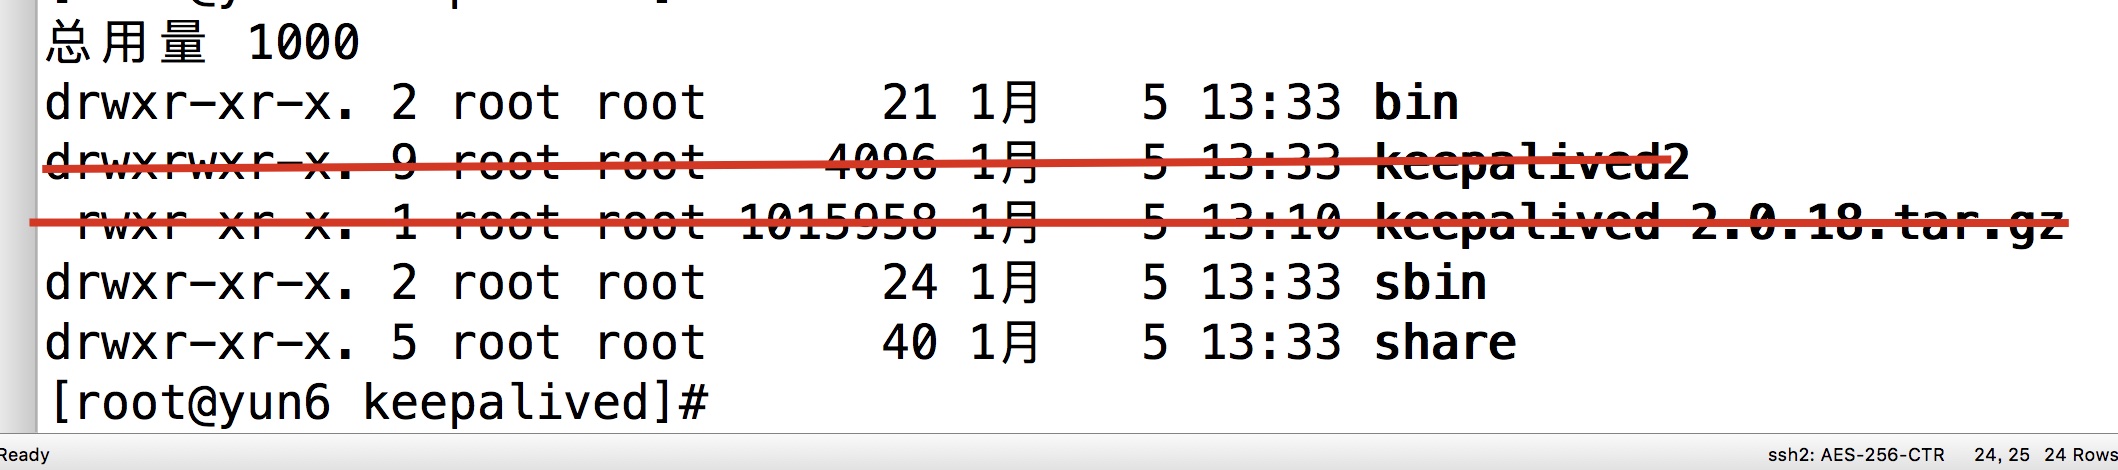 总用量 1000
drwxr-xr-x. 2 root root 21 1月 5 13:33 bin
drwxrwxr-x. 9 root root 4096 1月 5 13:33 keepalived2
-rwxr-xr-x. 1 root root 1015958 1月 5 13:10 keepalived-2.0.18.tar.gz
drwxr-xr-x. 2 root root 24 1月 5 13:33 sbin
drwxr-xr-x. 5 root root 40 1月 5 13:33 share
[root@yun6 keepalived]#
Ready ssh2: AES-256-CTR 24, 25 24 Rows